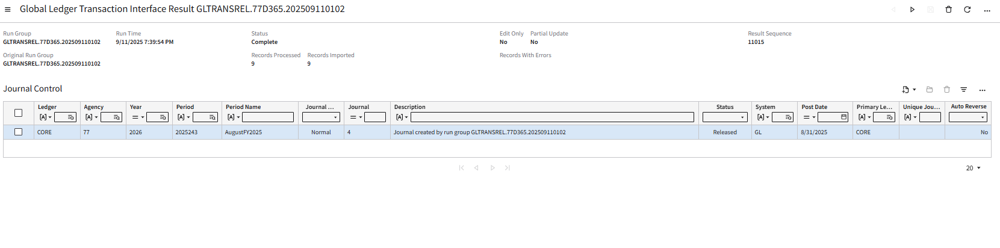 Global Ledger Transaction Interface Result GLTRANSREL.77D365.202509110102
Run Group Run Time Status Edit Only Partial Update Result Sequence
GLTRANSREL.77D365.202509110102 9/11/2025 7:39:54 PM Complete No No 11015
Original Run Group Records Processed Records Imported Records With Errors
GLTRANSREL.77D365.202509110102 9 9
Journal Control
Ledger Agency Year Period Period Name Journal ... Journal Description Status System Post Date Primary Le... Unique Jou... Auto Reverse
[A] [A] = [A] [A] = [A] [A] = [A] [A]
CORE 77 2026 2025243 AugustFY2025 Normal 4 Journal created by run group GLTRANSREL.77D365.202509110102 Released GL 8/31/2025 CORE No
20